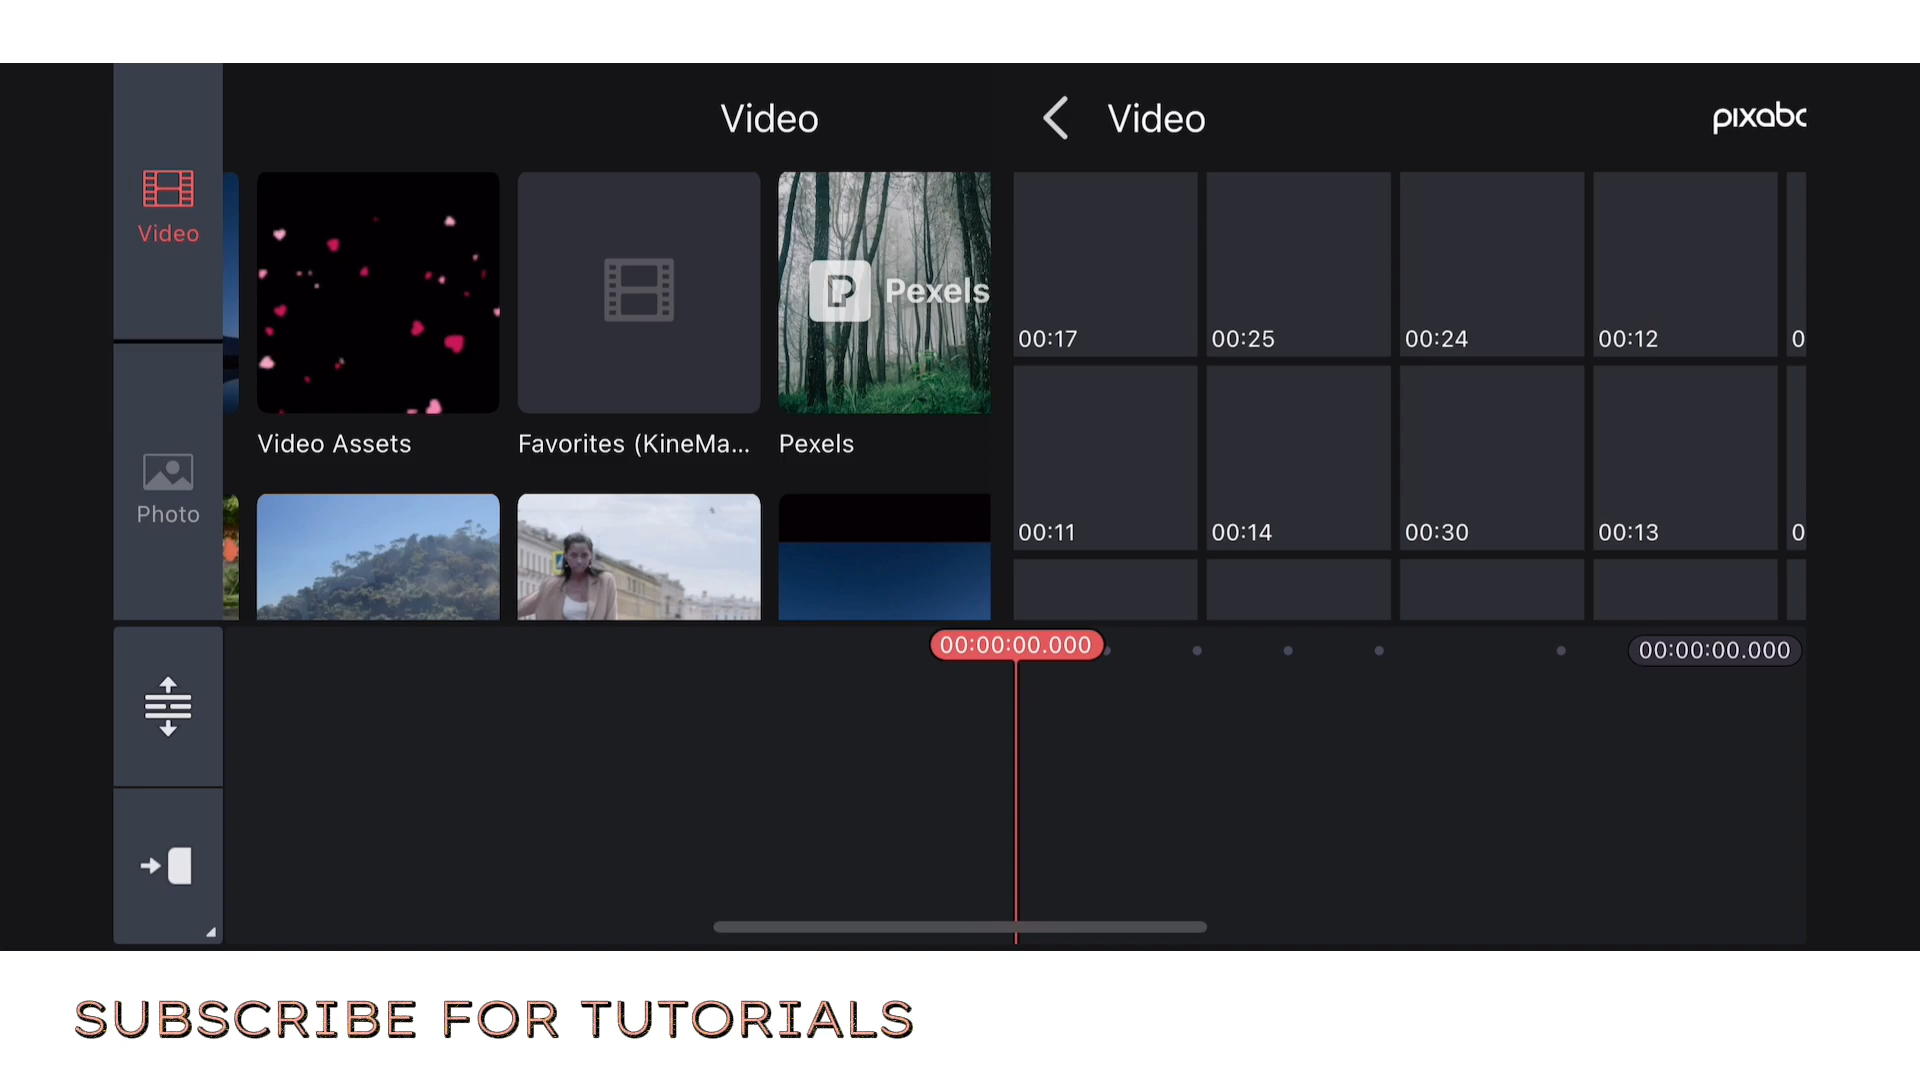 Video
Video
pixabc
Video
Pexels
00:17
00:25
00:24
00:12
0
Video Assets
Favorites (KineMa...
Pexels
Photo
00:11
00:14
00:30
00:13
0
00:00:00.000
00:00:00.000
SUBSCRIBE FOR TUTORIALS